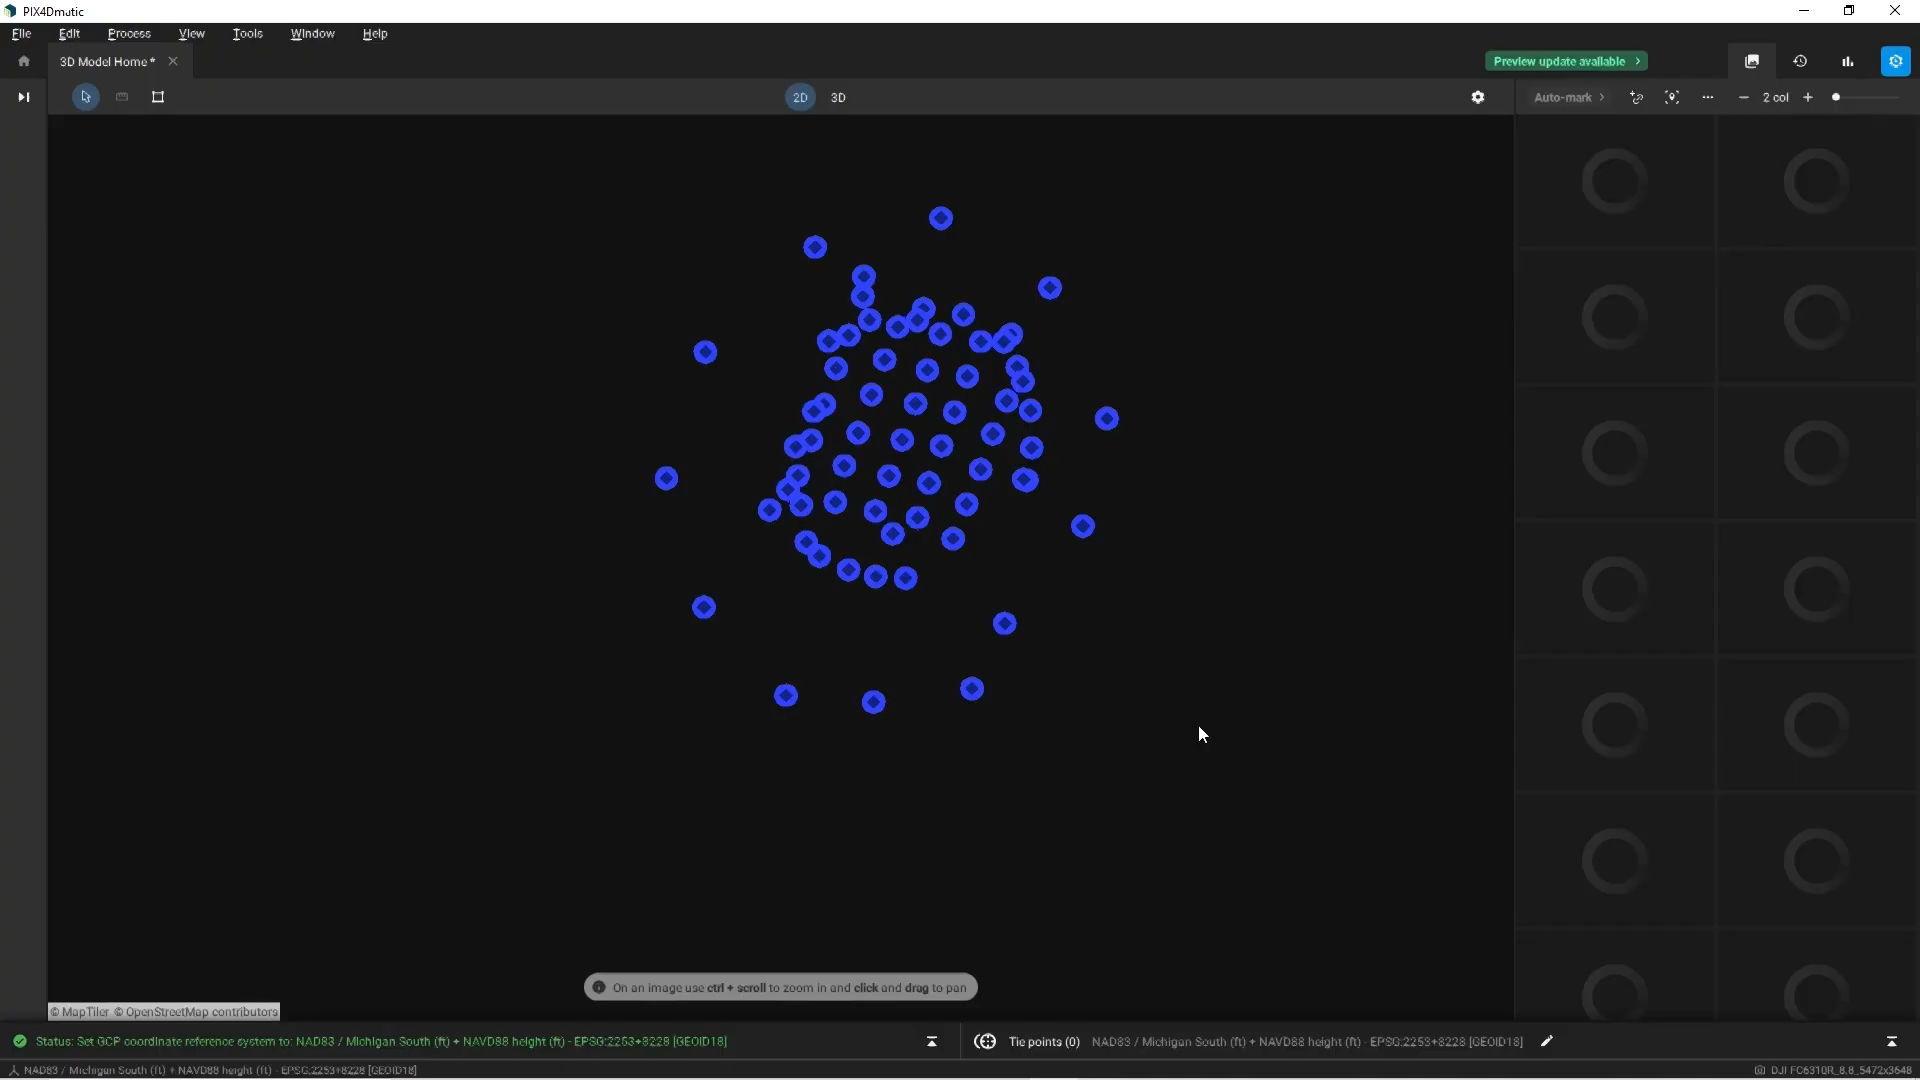 PIX4Dmatic
File Edit Process View Tools Window Help
3D Model Home *
Preview update available
2D 3D
Auto-mark
2 col
On an image use ctrl + scroll to zoom in and click and drag to pan
© MapTiler © OpenStreetMap contributors
Status: Set GCP coordinate reference system to: NAD83 / Michigan South (ft) + NAVD88 height (ft) - EPSG:2253+8228 [GEOID18]
Tie points (0) NAD83 / Michigan South (ft) + NAVD88 height (ft) - EPSG:2253+8228 [GEOID18]
NAD83 / Michigan South (ft) + NAVD88 height (ft) - EPSG:2253+8228 [GEOID18]
DJI FC6310R_8.8_5472x3648